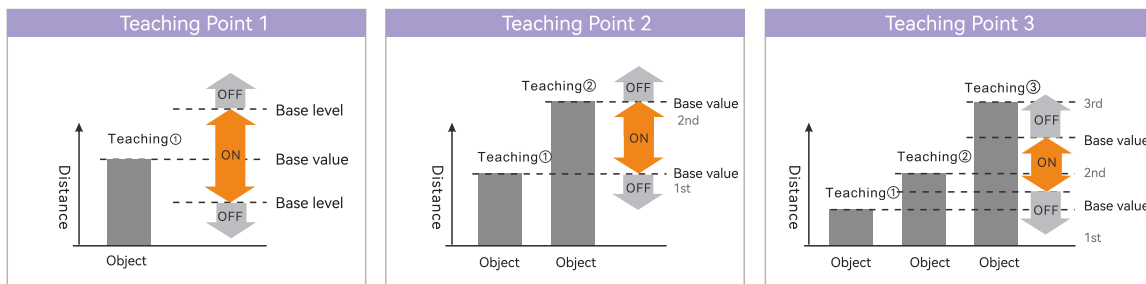 Teaching Point 1
OFF
Base level
Teaching①
ON
Base value
Distance
Base level
OFF
Object
Teaching Point 2
OFF
Teaching②
Base value
2nd
ON
Teaching①
Distance
Base value
1st
OFF
Object
Object
Teaching Point 3
Teaching③
3rd
OFF
Base value
Teaching②
ON
2nd
Distance
Teaching①
Base value
OFF
1st
Object
Object
Object